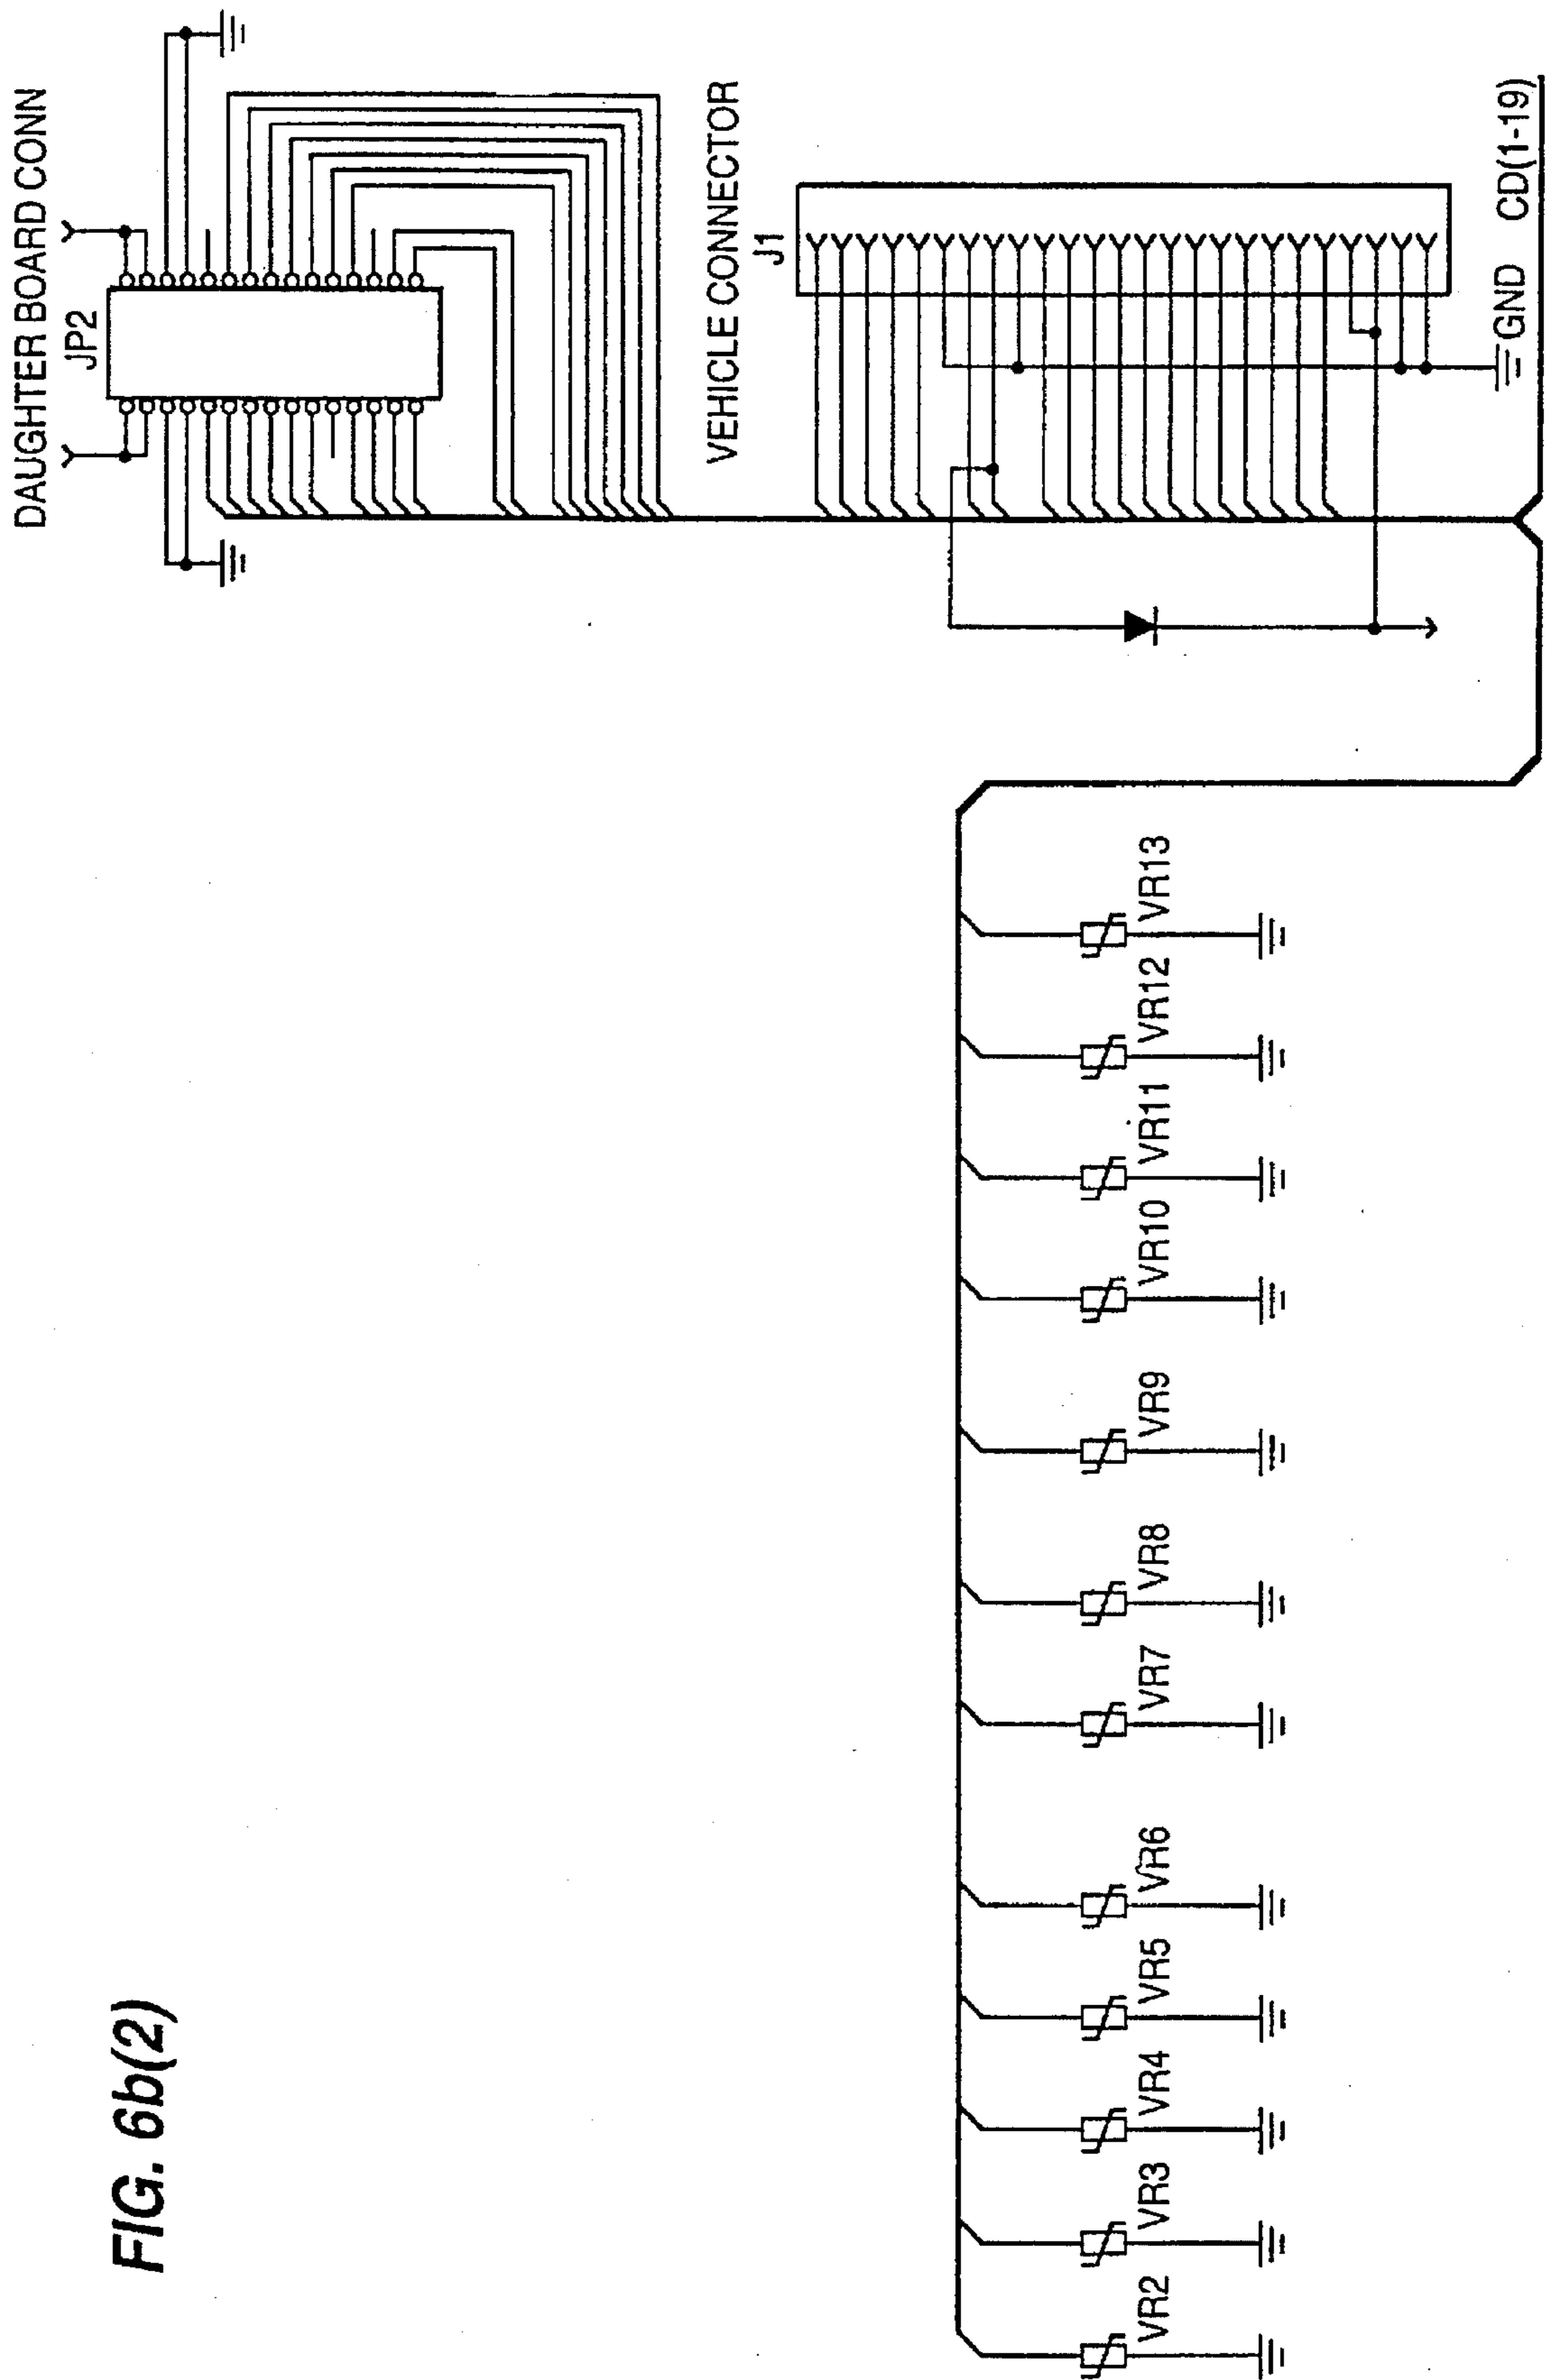 FIG. 6b(2)
DAUGHTER BOARD CONN
JP2
VEHICLE CONNECTOR
J1
GND
CD(1-19)
VR2
VR3
VR4
VR5
VR6
VR7
VR8
VR9
VR10
VR11
VR12
VR13